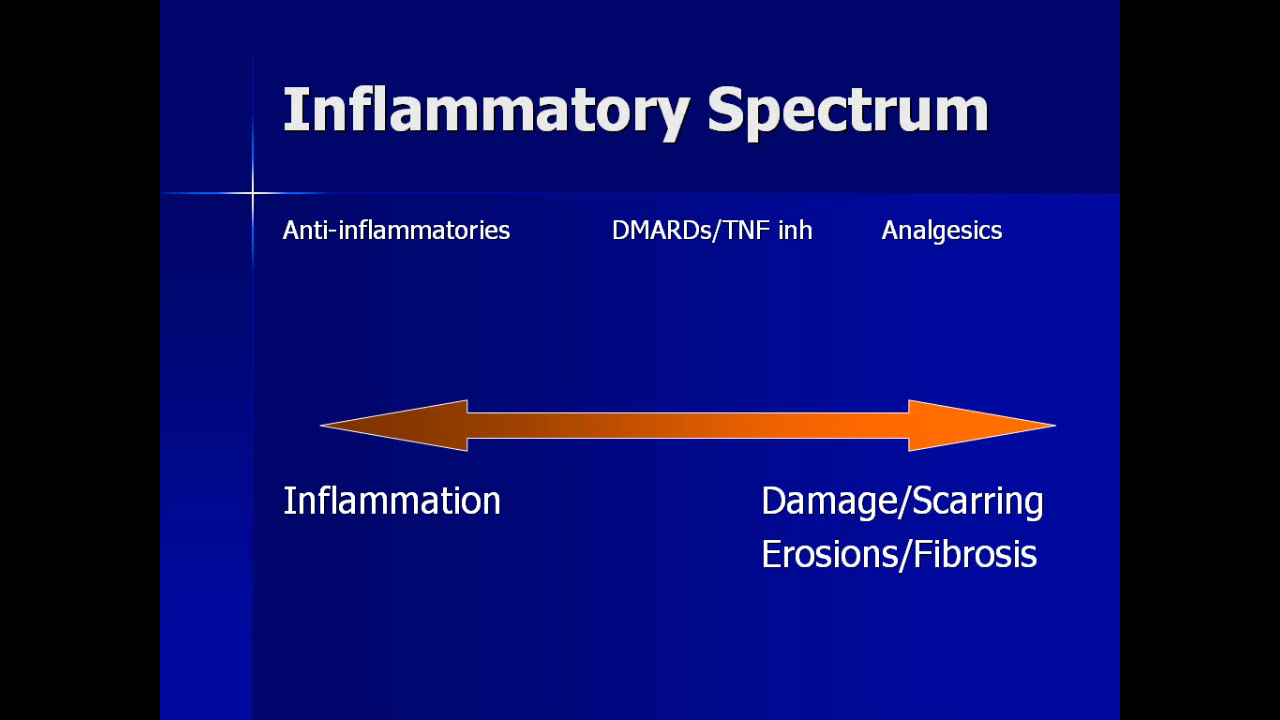 Inflammatory Spectrum
Anti-inflammatories DMARDs/TNF inh Analgesics
Inflammation Damage/Scarring
Erosions/Fibrosis